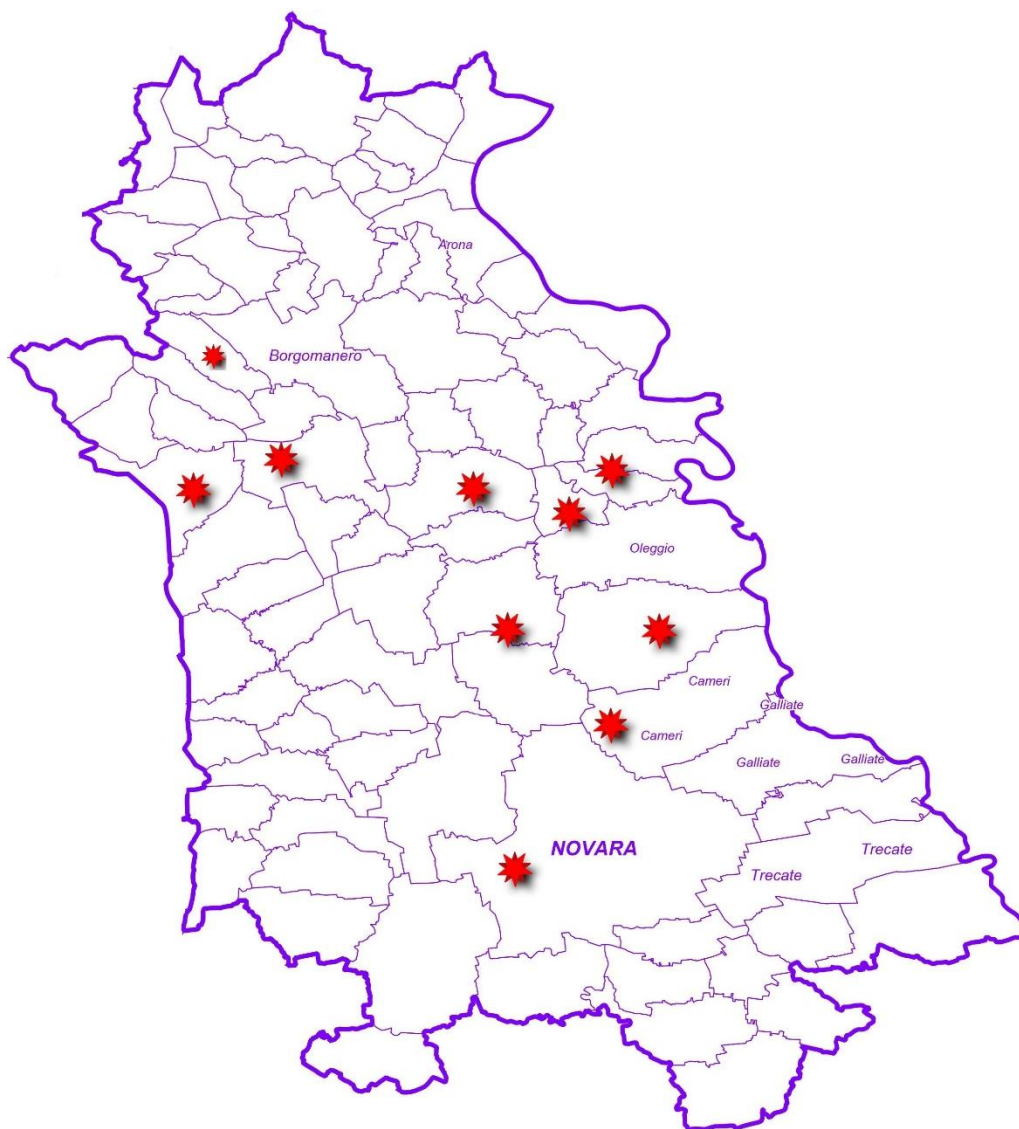 Arona
Borgomanero
Oleggio
Cameri
Galliate
Cameri
Galliate
Galliate
NOVARA
Trecate
Trecate